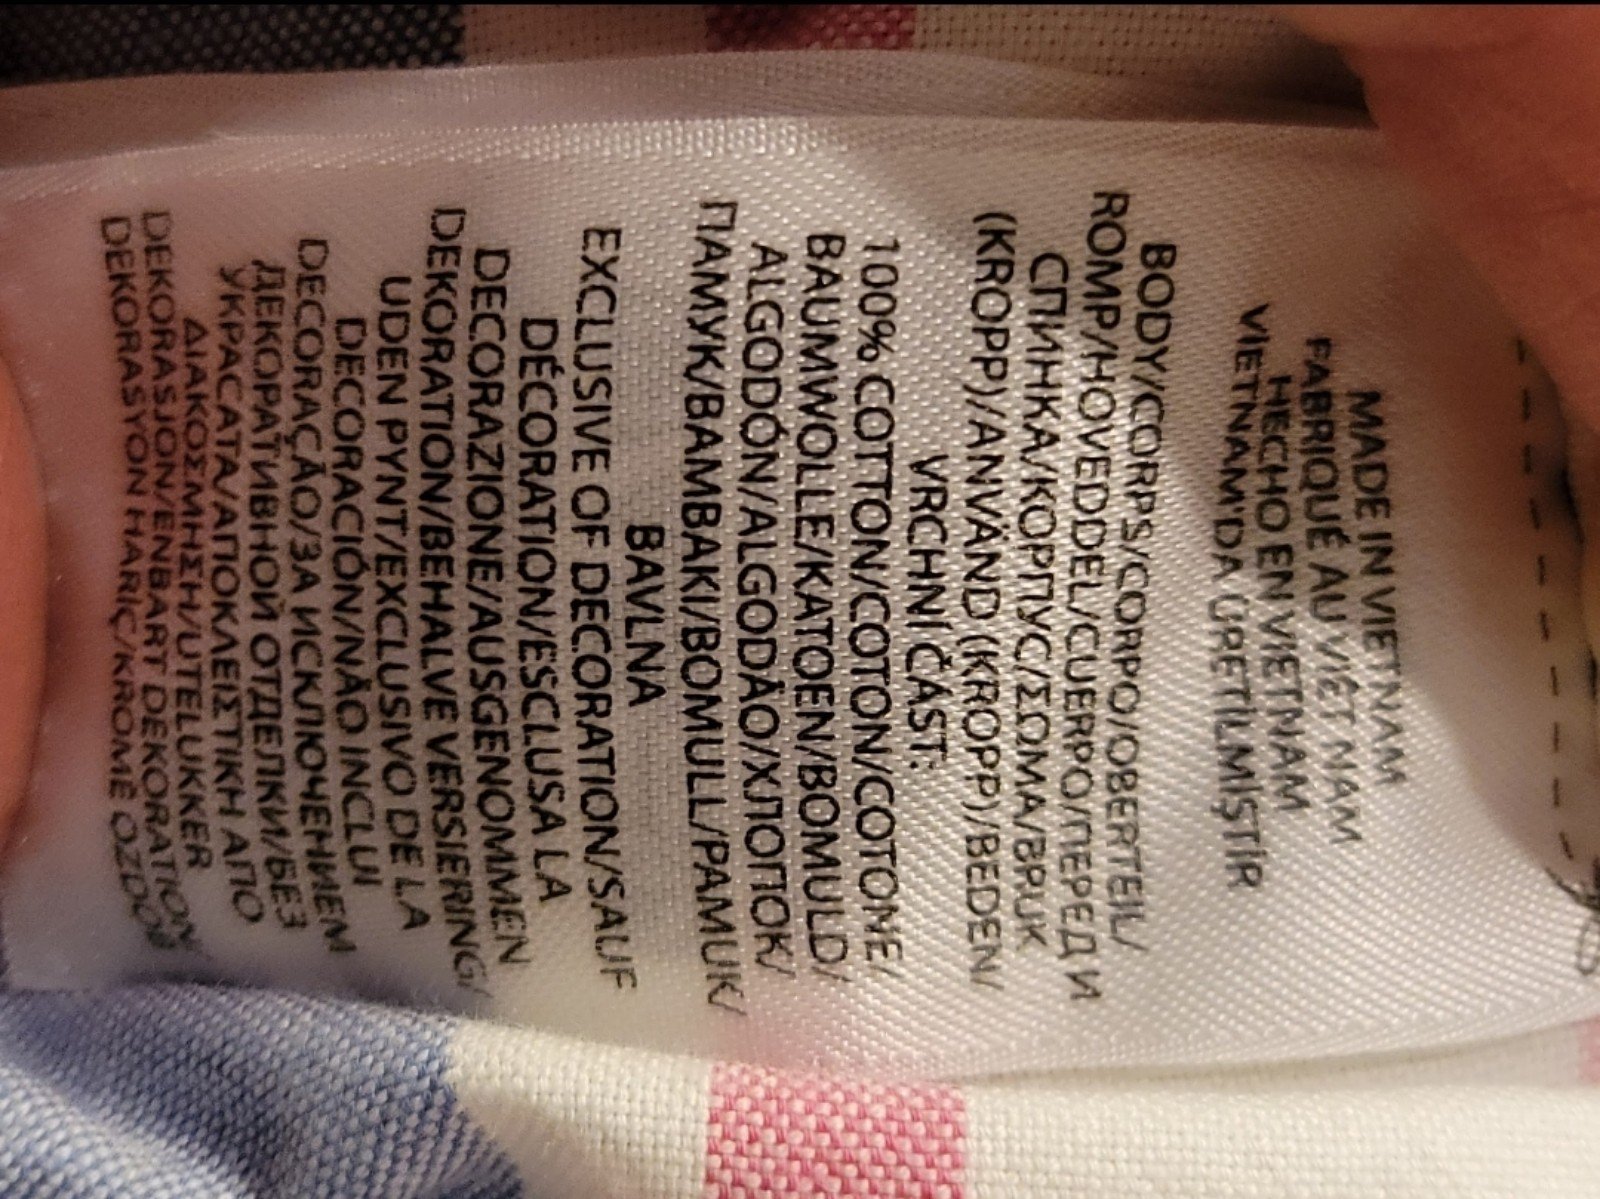 MADE IN VIETNAM
FABRIQUÉ AU VIÊT NAM
HECHO EN VIETNAM
VİETNAM'DA ÜRETİLMİŞTİR
BODY/CORPS/CORPO/OBERTEIL/
ROMP/HOVEDDEL/CUERPO/ПЕРЕД И
СПИНКА/КОРПУС/ΣΩΜΑ/BPUK
(KROPP)/ANVÄND (KROPP)/BEDEN/
VRCHNÍ ČÁST:
100% COTTON/COTON/COTONE/
BAUMWOLLE/KATOEN/BOMULD/
ALGODÓN/ALGODÃO/ХЛОПОК/
ПАМУК/BAMBAKI/BOMULL/PAMUK/
BAVLNA
EXCLUSIVE OF DECORATION/SAUF
DÉCORATION/ESCLUSA LA
DECORAZIONE/AUSGENOMMEN
DEKORATION/BEHALVE VERSIERING/
UDEN PYNT/EXCLUSIVO DE LA
DECORACIÓN/NÃO INCLUI
DECORAÇÃO/ЗА ИСКЛЮЧЕНИЕМ
ДЕКОРАТИВНОЙ ОТДЕЛКИ/БЕЗ
УКРАСАТА/ΑΠΟΚΛΕΙΣΤΙΚΗ ΑΠΟ
ΔΙΑΚΟΣΜΗΣΗ/UTELUKKER
DEKORASJON/ENBART DEKORATION/
DEKORASYON HARİÇ/KROMĚ OZDOB